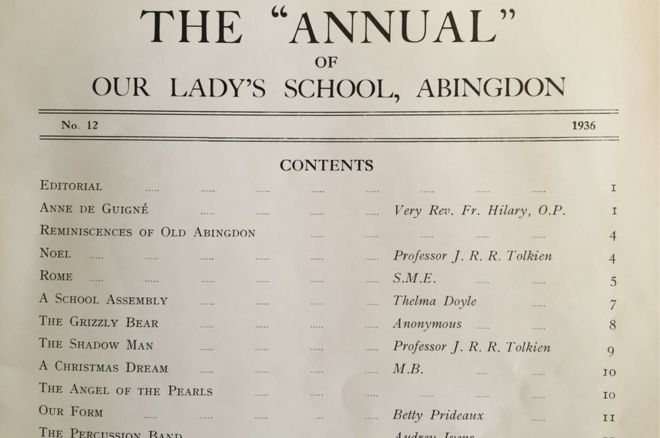 THE "ANNUAL"
OF
OUR LADY'S SCHOOL, ABINGDON
No. 12 1936
CONTENTS
EDITORIAL ..... ..... ..... ..... ..... ..... ..... ..... 1
ANNE DE GUIGNÉ ..... ..... ..... ..... Very Rev. Fr. Hilary, O.P. 1
REMINISCENCES OF OLD ABINGDON ..... ..... ..... ..... ..... 4
NOEL ..... ..... ..... ..... ..... ..... Professor J. R. R. Tolkien 4
ROME ..... ..... ..... ..... ..... ..... S.M.E. ..... ..... 5
A SCHOOL ASSEMBLY ..... ..... ..... ..... Thelma Doyle ..... 7
THE GRIZZLY BEAR ..... ..... ..... ..... Anonymous ..... ..... 8
THE SHADOW MAN ..... ..... ..... ..... Professor J. R. R. Tolkien 9
A CHRISTMAS DREAM ..... ..... ..... ..... M.B. ..... ..... 10
THE ANGEL OF THE PEARLS ..... ..... ..... ..... ..... ..... 10
OUR FORM ..... ..... ..... ..... ..... Betty Prideaux ..... 11
THE PERCUSSION BAND